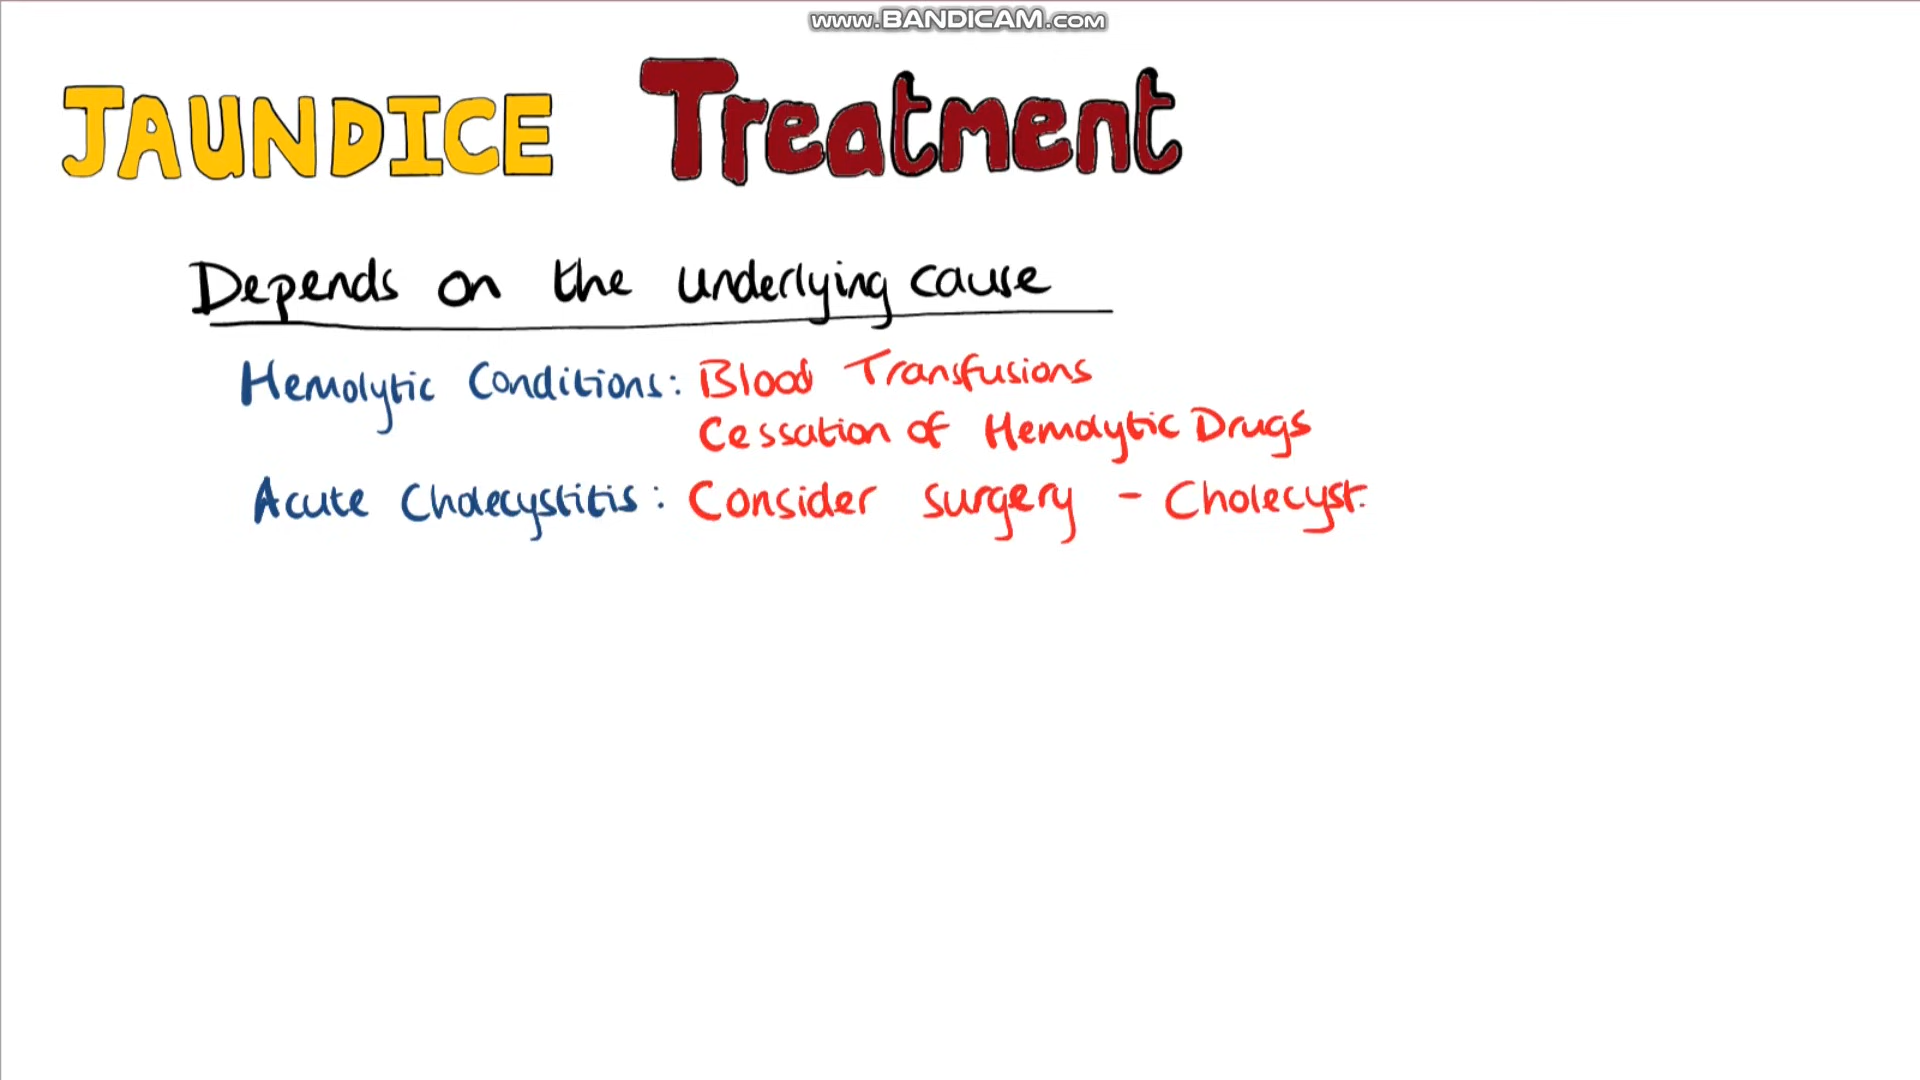 www.BANDICAM.com
JAUNDICE Treatment
Depends on the underlying cause
Hemolytic Conditions: Blood Transfusions
Cessation of Hemolytic Drugs
Acute Cholecystitis: Consider surgery - Cholecyst